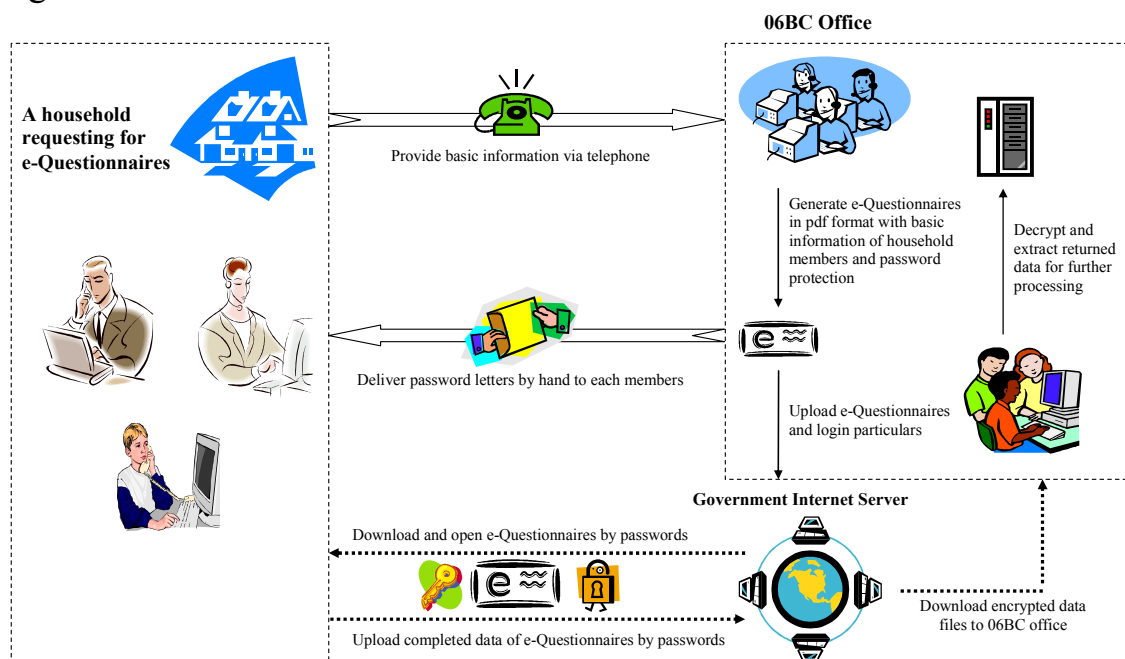 06BC Office
A household
requesting for
e-Questionnaires
Provide basic information via telephone
Generate e-Questionnaires
in pdf format with basic
information of household
members and password
protection
Decrypt and
extract returned
data for further
processing
Deliver password letters by hand to each members
e
Upload e-Questionnaires
and login particulars
Government Internet Server
Download and open e-Questionnaires by passwords
e
Upload completed data of e-Questionnaires by passwords
Download encrypted data
files to 06BC office